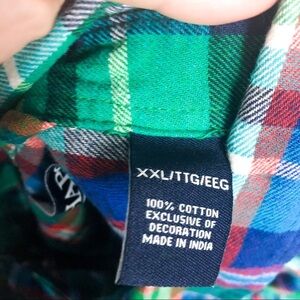 XXL/TTG/EEG
100% COTTON
EXCLUSIVE OF
DECORATION
MADE IN INDIA